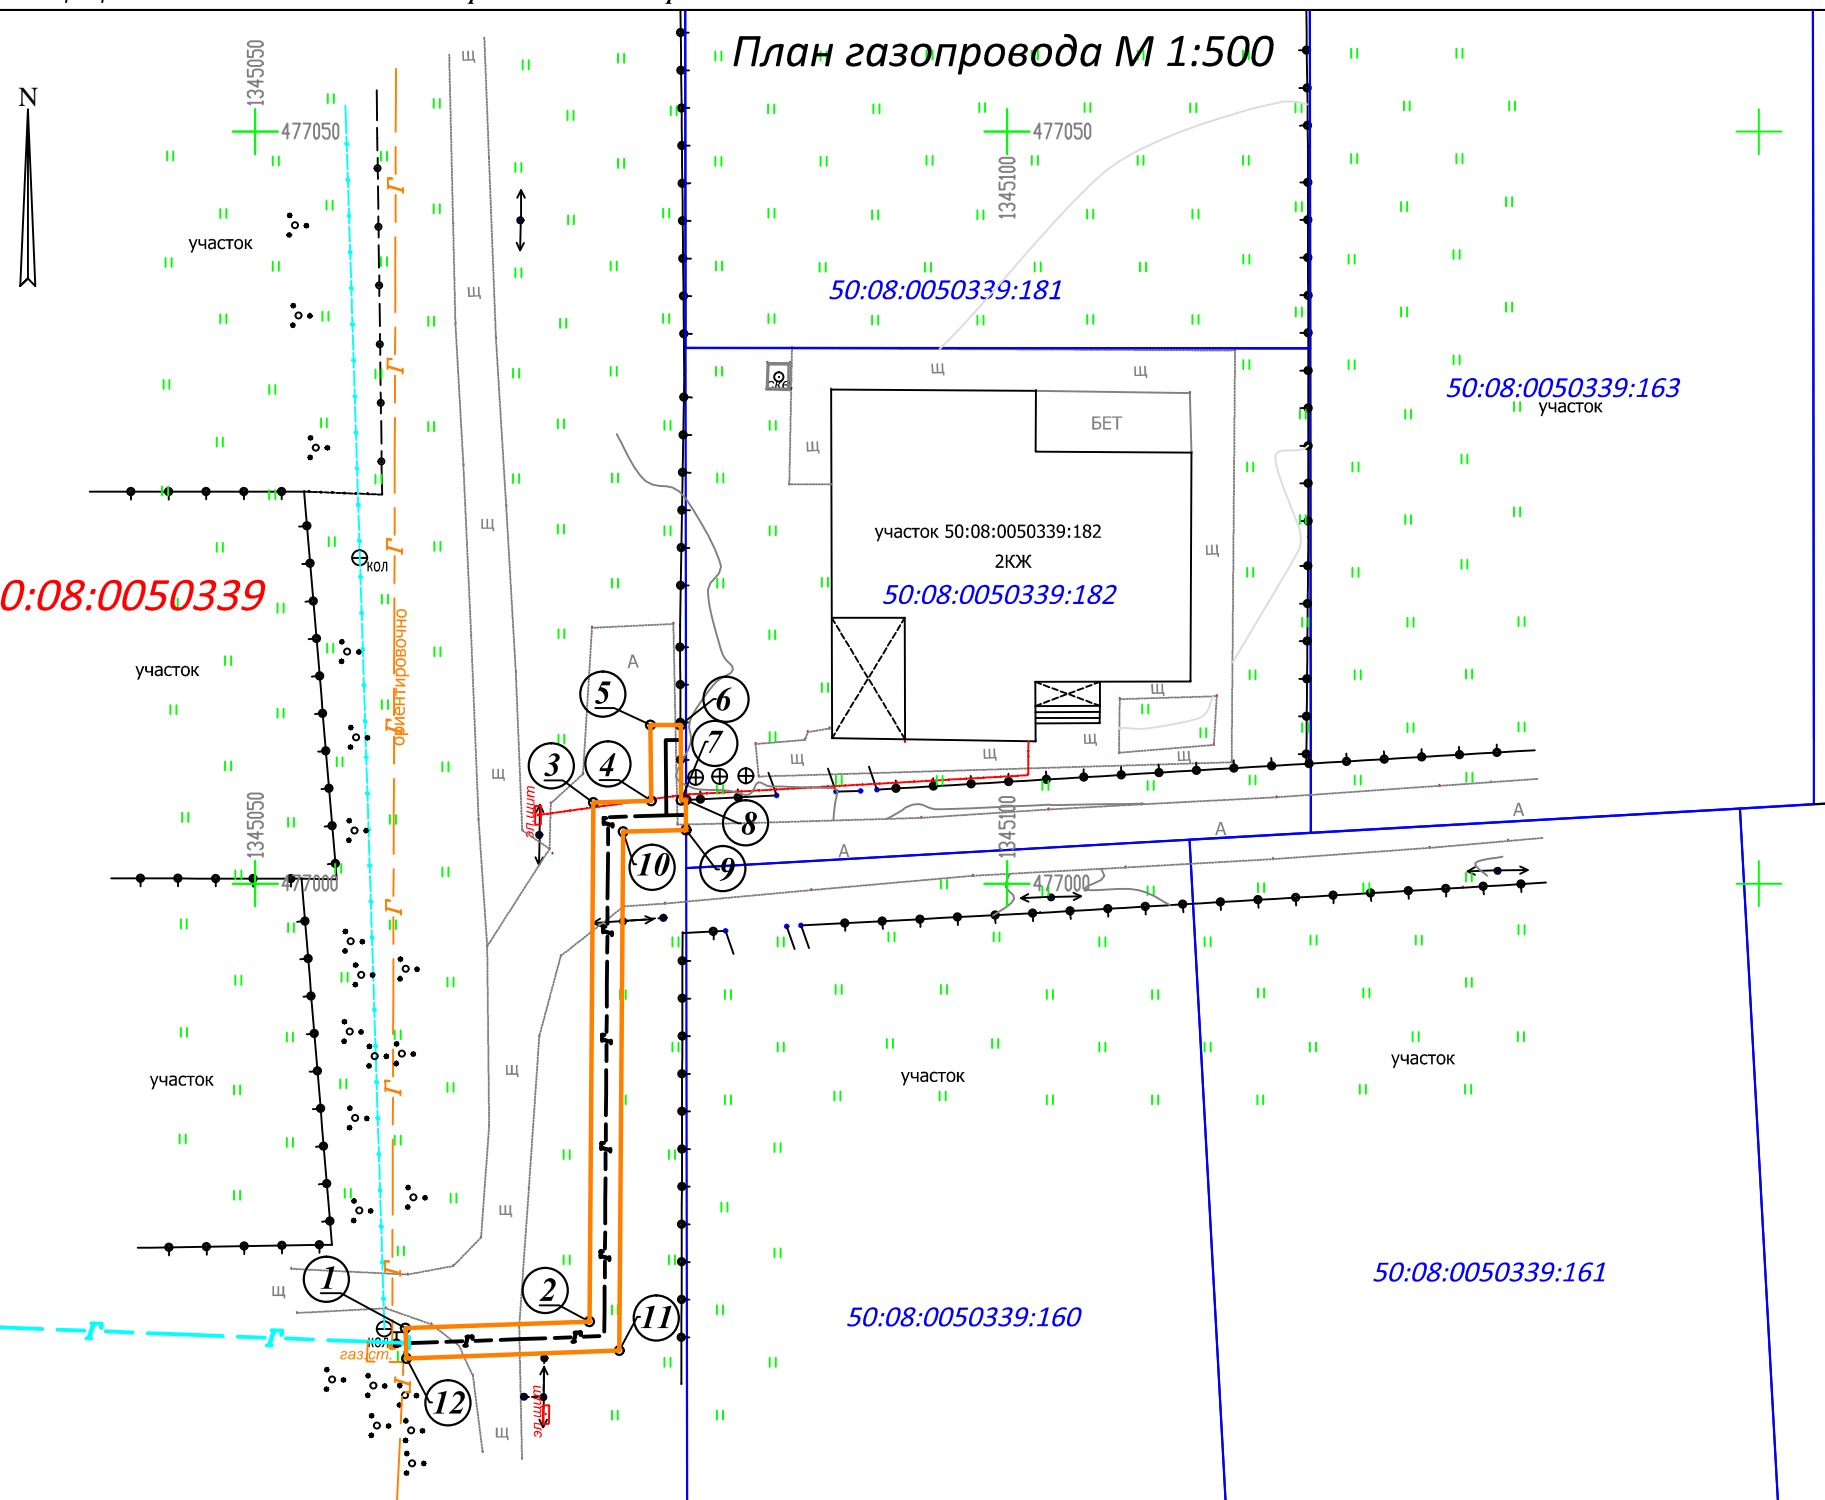 План газопровода М 1:500
N
1345050
477050
477050
1345100
Щ
Г
участок
Щ
50:08:0050339:181
Г
Щ
Щ
50:08:0050339:163
участок
ске
Щ
БЕТ
Щ
Г
участок 50:08:0050339:182
2КЖ
Щ
кол
0:08:0050339
50:08:0050339:182
ориентировочно
участок
А
5
6
Щ
Г
7
3
4
Щ
Щ
Щ
Щ
Щ
эл.щит
1345050
1345100
8
А
А
А
10
9
477000
477000
Г
Г
Г
Г
участок
участок
Щ
участок
Г
Г
Щ
Г
Г
50:08:0050339:161
1
2
Щ
11
50:08:0050339:160
Г
Г
кол
Г
Г
газ.ст.
Г
12
эл.щит
Щ